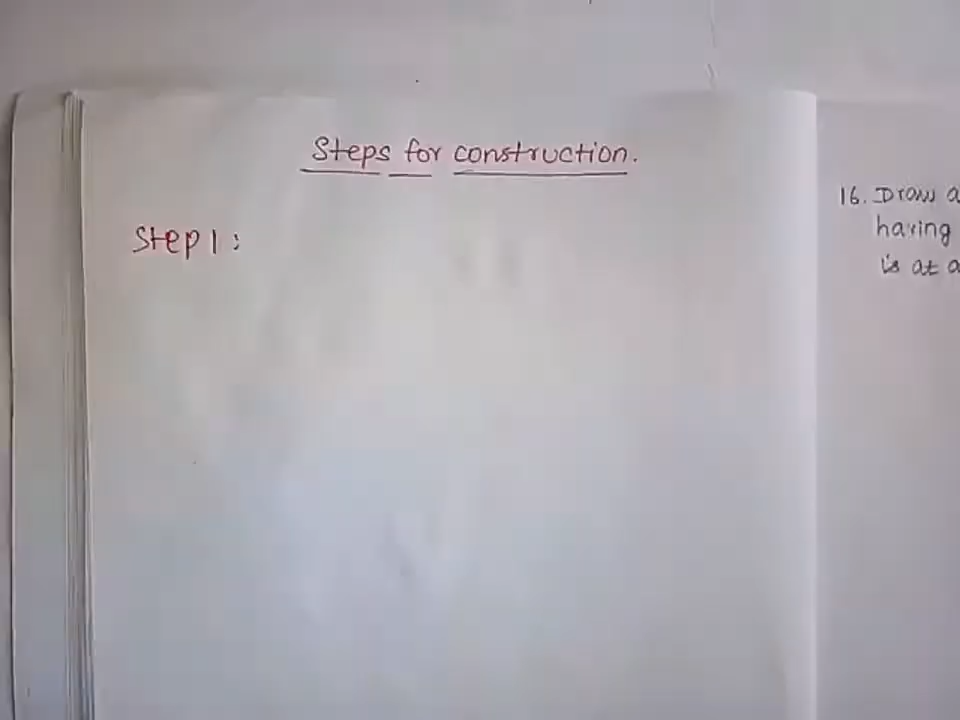 Steps for construction.
Step 1 :
16. Draw a
having
is at a